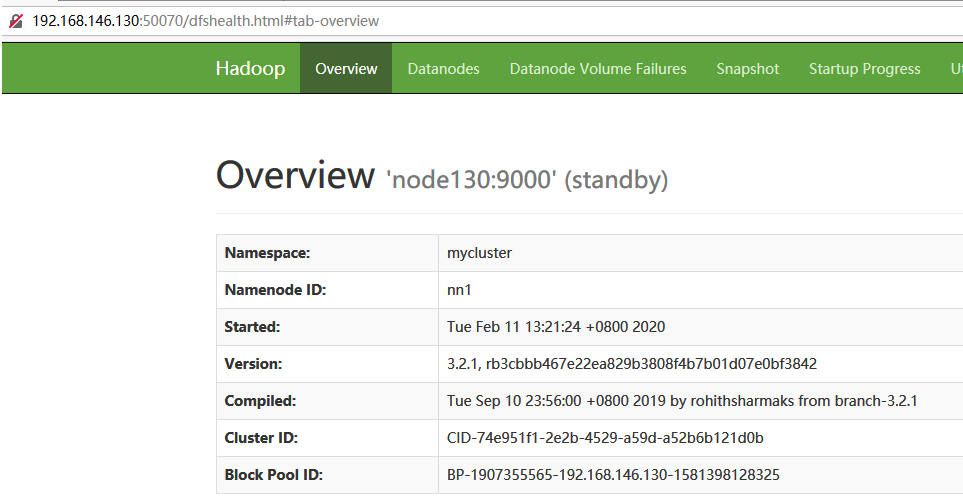 192.168.146.130:50070/dfshealth.html#tab-overview
Hadoop Overview Datanodes Datanode Volume Failures Snapshot Startup Progress
Overview 'node130:9000' (standby)
Namespace: mycluster
Namenode ID: nn1
Started: Tue Feb 11 13:21:24 +0800 2020
Version: 3.2.1, rb3cbbb467e22ea829b3808f4b7b01d07e0bf3842
Compiled: Tue Sep 10 23:56:00 +0800 2019 by rohithsharmaks from branch-3.2.1
Cluster ID: CID-74e951f1-2e2b-4529-a59d-a52b6b121d0b
Block Pool ID: BP-1907355565-192.168.146.130-1581398128325